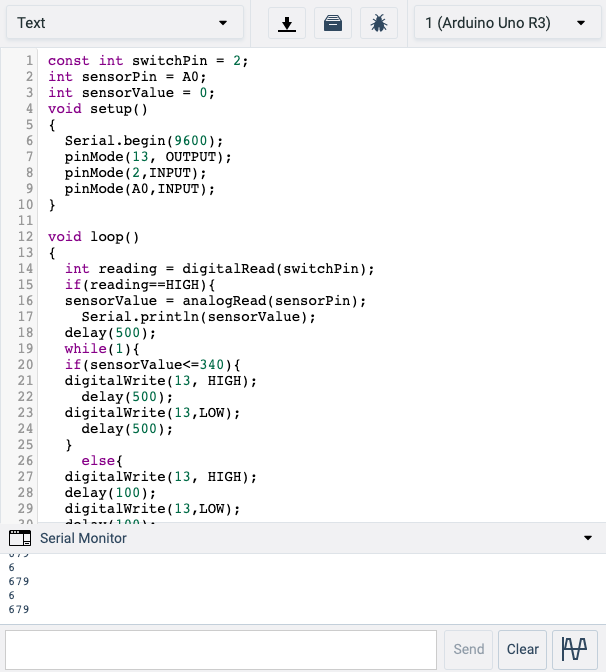 Text
1 (Arduino Uno R3)
1 const int switchPin = 2;
2 int sensorPin = A0;
3 int sensorValue = 0;
4 void setup()
5 {
6   Serial.begin(9600);
7   pinMode(13, OUTPUT);
8   pinMode(2,INPUT);
9   pinMode(A0,INPUT);
10 }
11
12 void loop()
13 {
14   int reading = digitalRead(switchPin);
15   if(reading==HIGH){
16   sensorValue = analogRead(sensorPin);
17     Serial.println(sensorValue);
18   delay(500);
19   while(1){
20   if(sensorValue<=340){
21   digitalWrite(13, HIGH);
22     delay(500);
23   digitalWrite(13,LOW);
24     delay(500);
25   }
26     else{
27   digitalWrite(13, HIGH);
28   delay(100);
29   digitalWrite(13,LOW);
30   delay(100);
Serial Monitor
679
6
679
6
679
Send
Clear